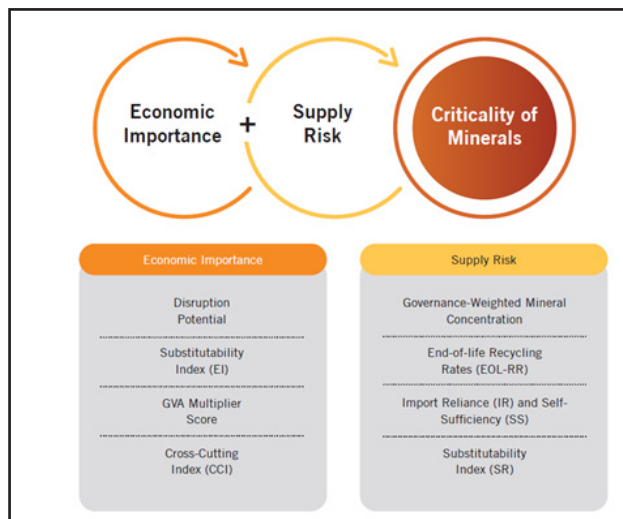 Economic
Importance
+
Supply
Risk
Criticality of
Minerals
Economic Importance
Disruption
Potential
Substitutability
Index (EI)
GVA Multiplier
Score
Cross-Cutting
Index (CCI)
Supply Risk
Governance-Weighted Mineral
Concentration
End-of-life Recycling
Rates (EOL-RR)
Import Reliance (IR) and Self-
Sufficiency (SS)
Substitutability
Index (SR)